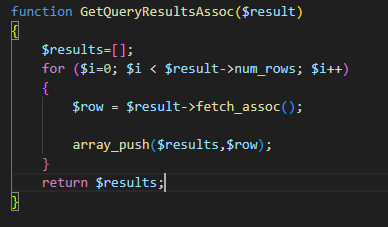 function GetQueryResultsAssoc($result)
{
    $results=[];
    for ($i=0; $i < $result->num_rows; $i++)
    {
        $row = $result->fetch_assoc();

        array_push($results,$row);
    }
    return $results;
}